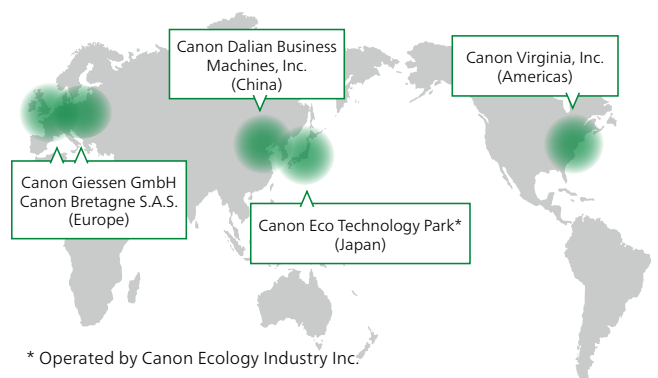 Canon Dalian Business
Machines, Inc.
(China)
Canon Virginia, Inc.
(Americas)
Canon Giessen GmbH
Canon Bretagne S.A.S.
(Europe)
Canon Eco Technology Park*
(Japan)
* Operated by Canon Ecology Industry Inc.